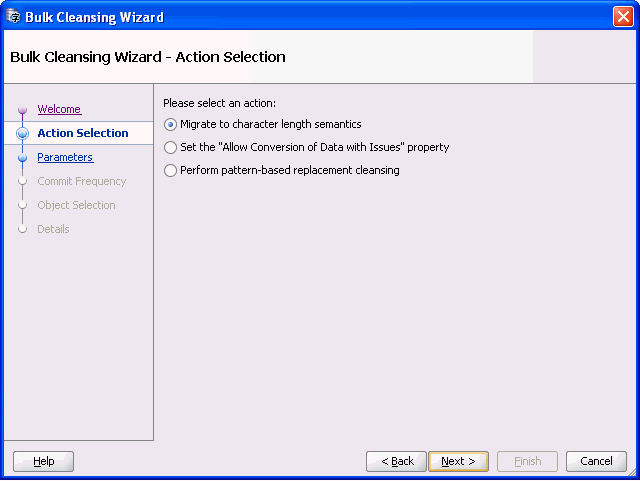 Bulk Cleansing Wizard
Bulk Cleansing Wizard - Action Selection
Welcome
Action Selection
Parameters
Commit Frequency
Object Selection
Details
Please select an action:
Migrate to character length semantics
Set the "Allow Conversion of Data with Issues" property
Perform pattern-based replacement cleansing
Help
< Back
Next >
Finish
Cancel